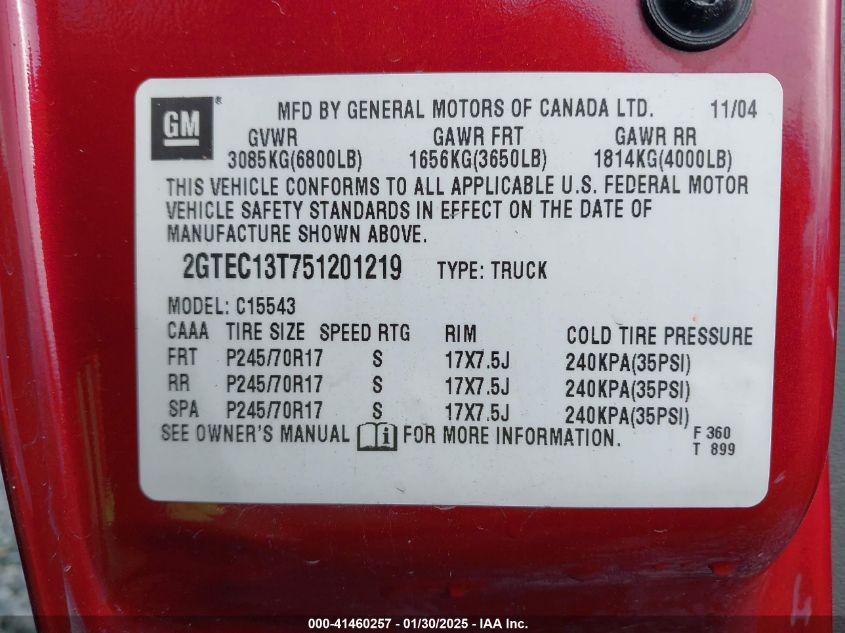 GM ® MFD BY GENERAL MOTORS OF CANADA LTD. 11/04
GVWR GAWR FRT GAWR RR
3085KG(6800LB) 1656KG(3650LB) 1814KG(4000LB)
THIS VEHICLE CONFORMS TO ALL APPLICABLE U.S. FEDERAL MOTOR
VEHICLE SAFETY STANDARDS IN EFFECT ON THE DATE OF
MANUFACTURE SHOWN ABOVE.
2GTEC13T751201219 TYPE: TRUCK
MODEL: C15543
CAAA TIRE SIZE SPEED RTG RIM COLD TIRE PRESSURE
FRT P245/70R17 S 17X7.5J 240KPA(35PSI)
RR P245/70R17 S 17X7.5J 240KPA(35PSI)
SPA P245/70R17 S 17X7.5J 240KPA(35PSI)
SEE OWNER'S MANUAL i FOR MORE INFORMATION.
F 360
T 899
000-41460257 - 01/30/2025 - IAA Inc.